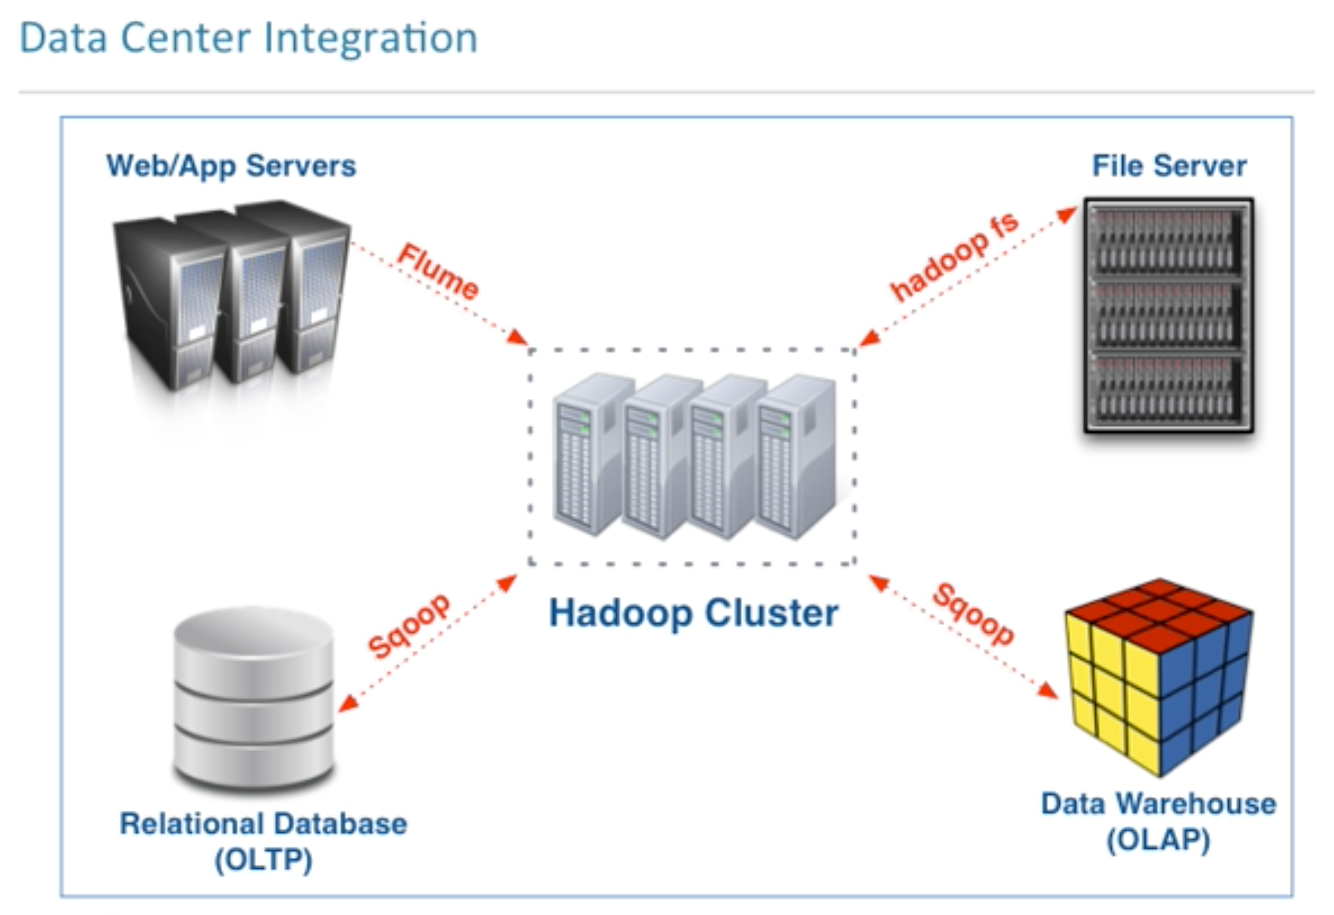 Data Center Integration
Web/App Servers
File Server
Flume
hadoop fs
Hadoop Cluster
Sqoop
Sqoop
Relational Database
(OLTP)
Data Warehouse
(OLAP)